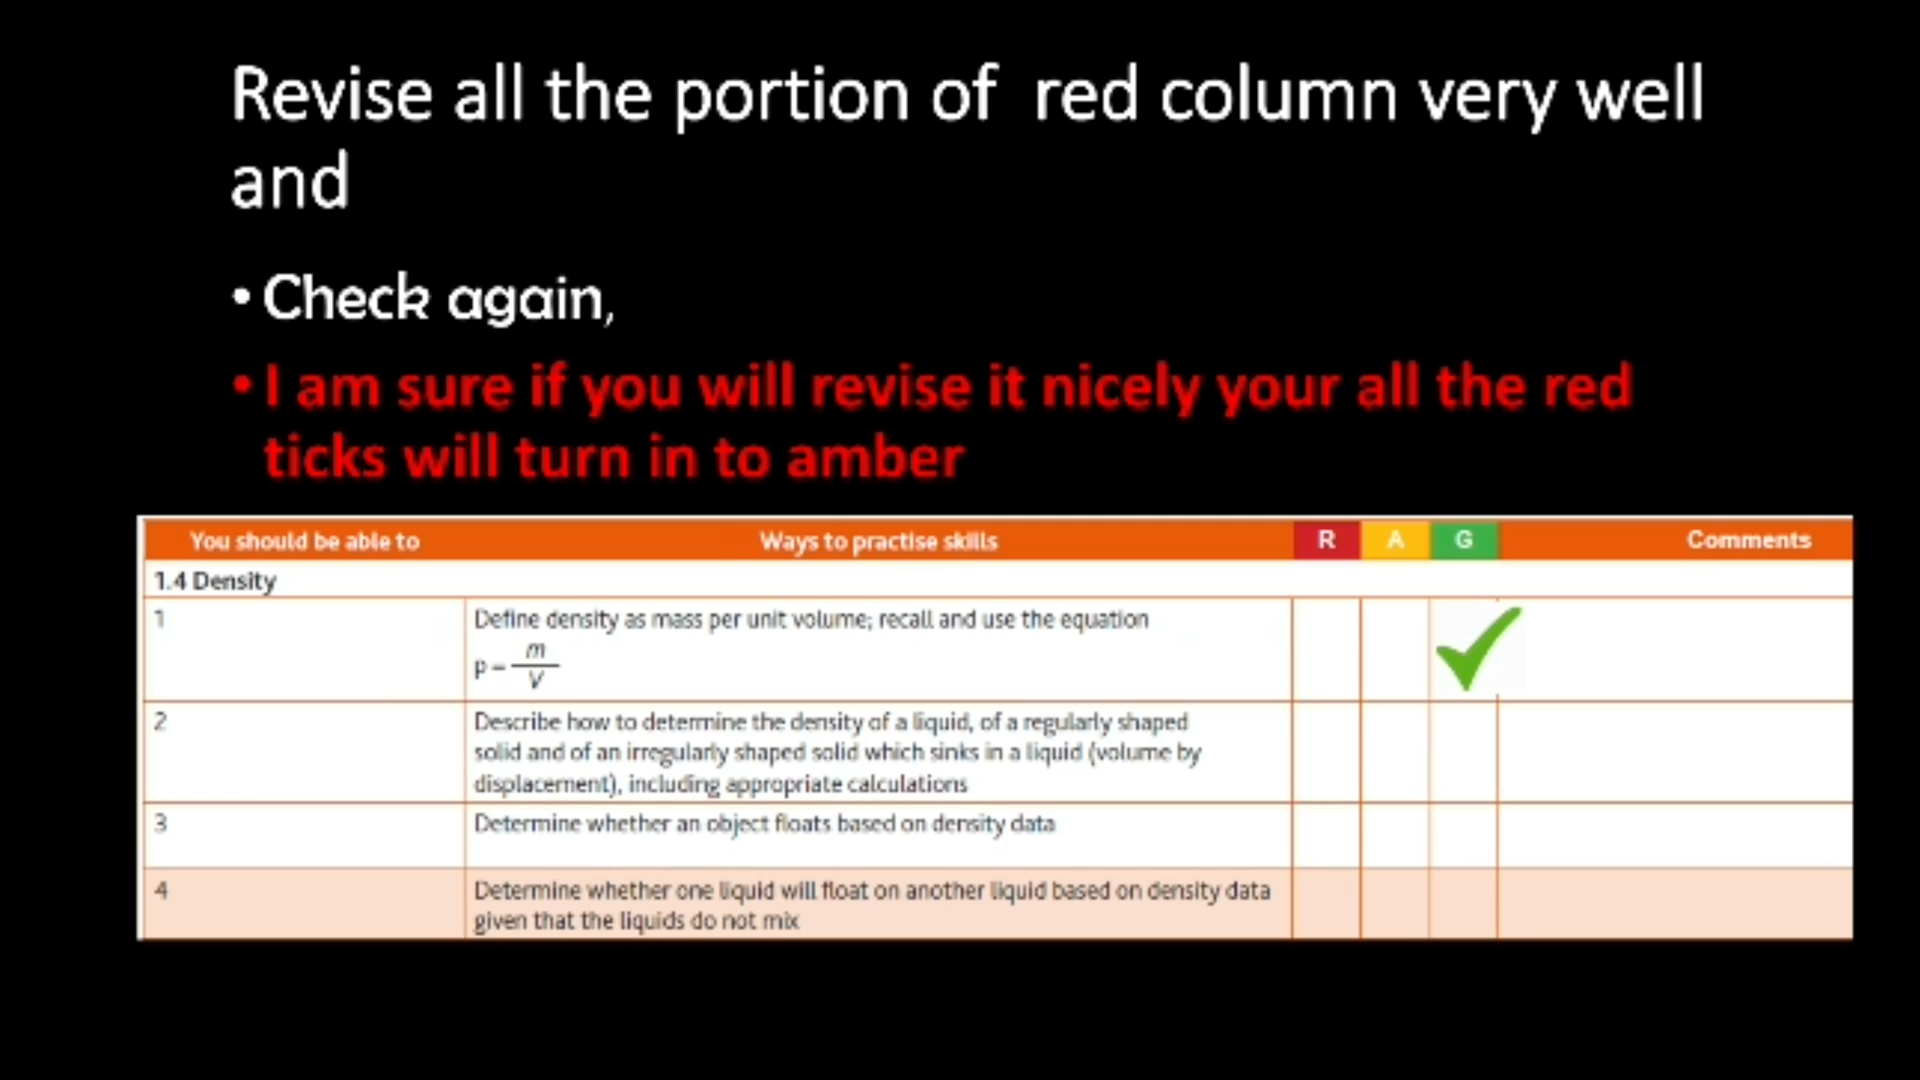 Revise all the portion of  red column very well
and
• Check again,
• I am sure if you will revise it nicely your all the red
ticks will turn in to amber
You should be able to Ways to practise skills R A G Comments
1.4 Density
1 Define density as mass per unit volume; recall and use the equation
p = m
V
2 Describe how to determine the density of a liquid, of a regularly shaped
solid and of an irregularly shaped solid which sinks in a liquid (volume by
displacement), including appropriate calculations
3 Determine whether an object floats based on density data
4 Determine whether one liquid will float on another liquid based on density data
given that the liquids do not mix